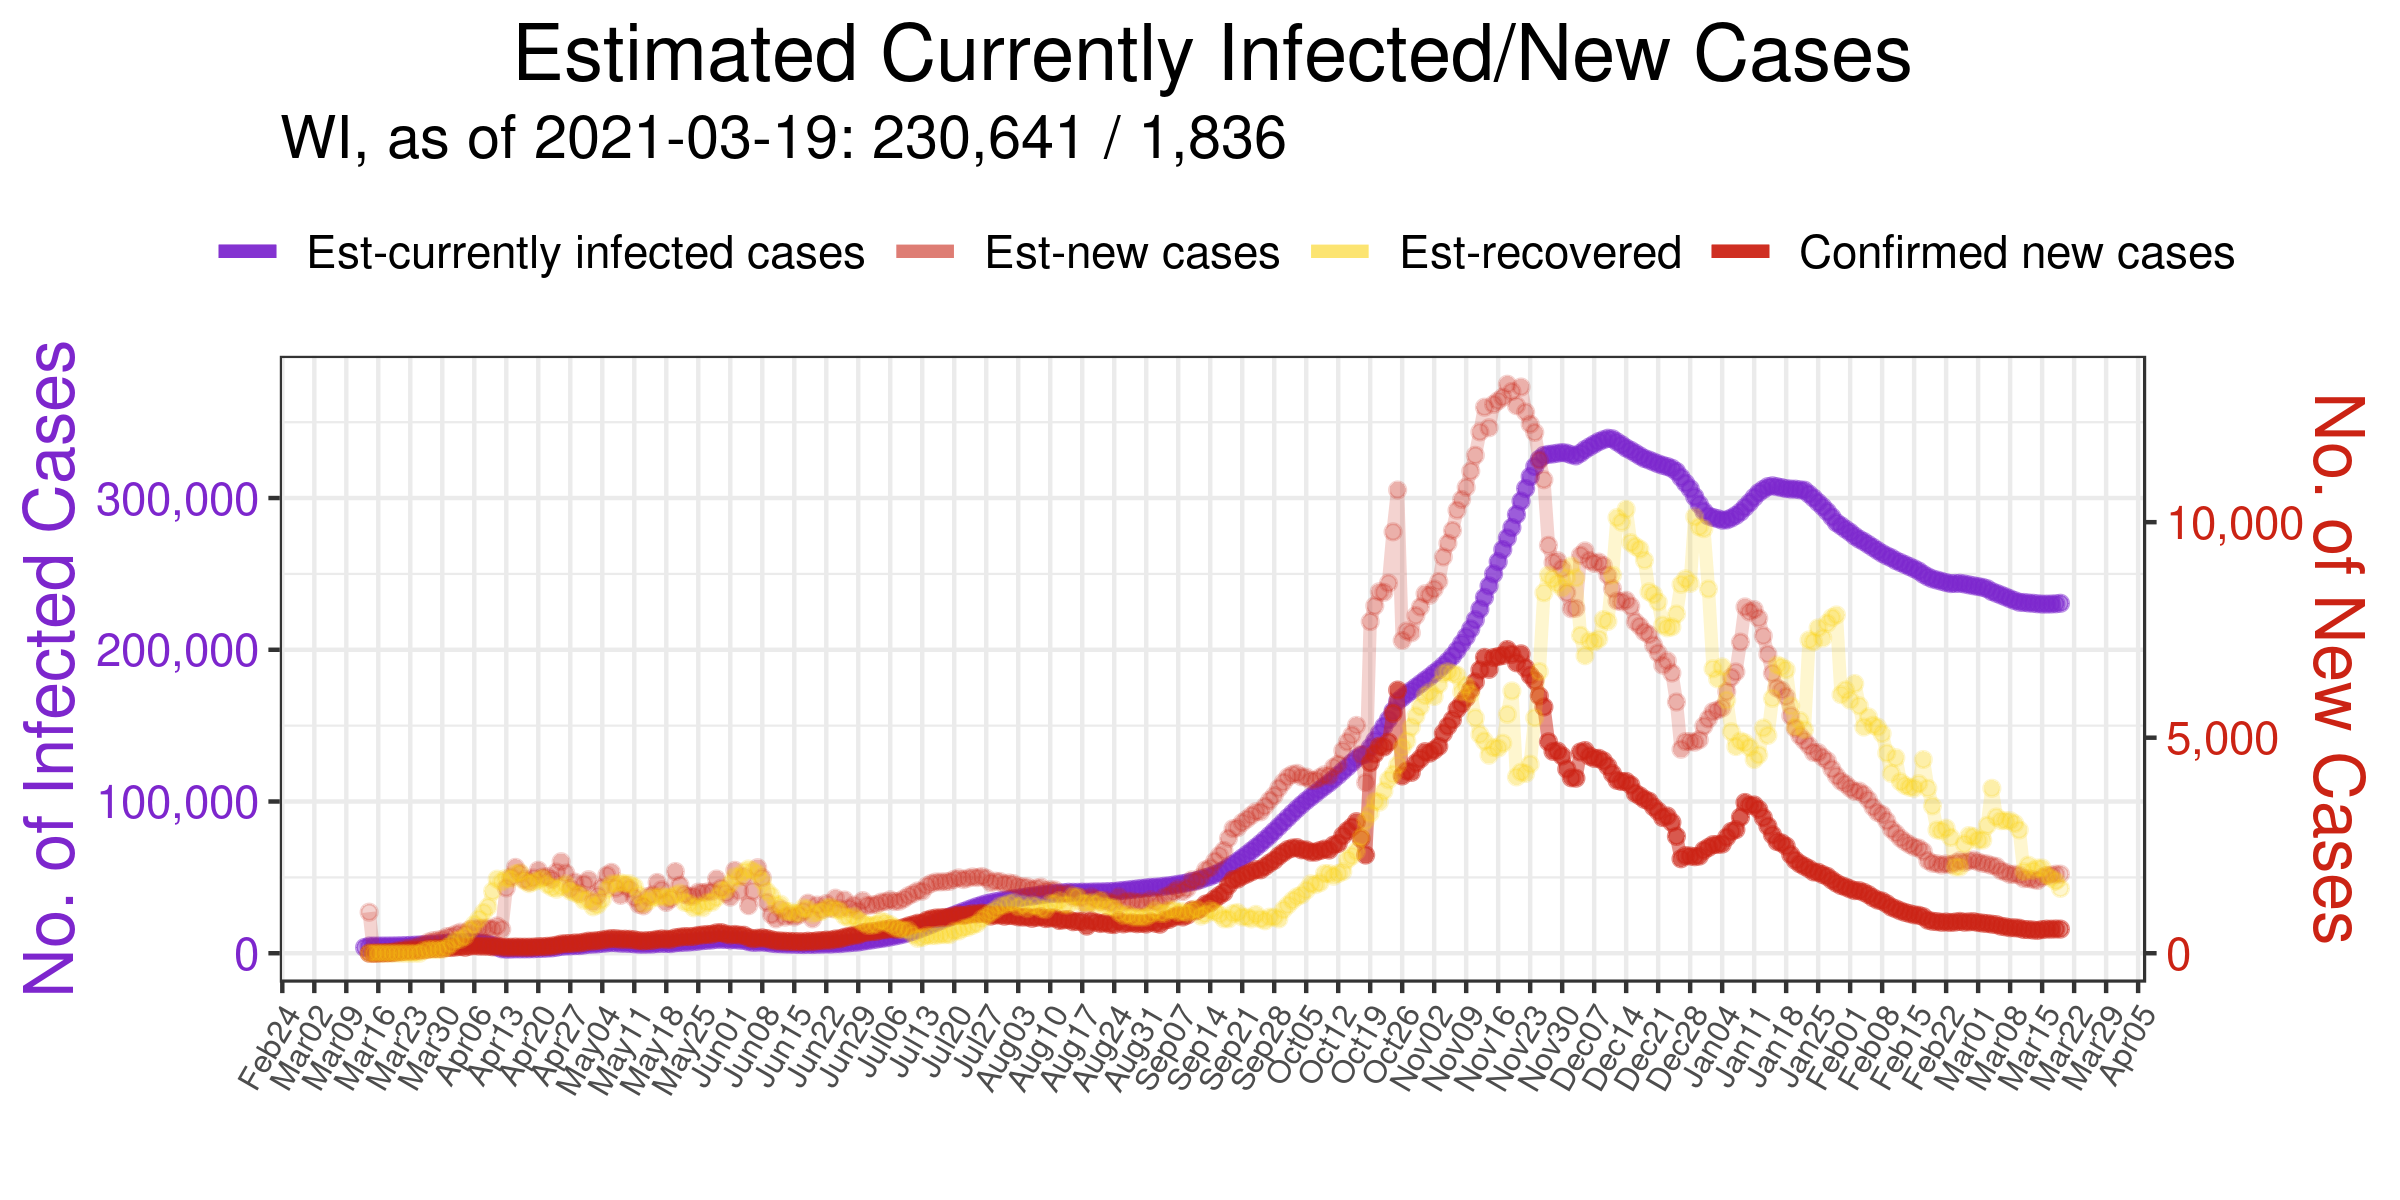 Estimated Currently Infected/New Cases
WI, as of 2021-03-19: 230,641 / 1,836
Est-currently infected cases Est-new cases Est-recovered Confirmed new cases
No. of Infected Cases
300,000
200,000
100,000
0
10,000
5,000
0
No. of New Cases
Feb24 Mar02 Mar09 Mar16 Mar23 Mar30 Apr06 Apr13 Apr20 Apr27 May04 May11 May18 May25 Jun01 Jun08 Jun15 Jun22 Jun29 Jul06 Jul13 Jul20 Jul27 Aug03 Aug10 Aug17 Aug24 Aug31 Sep07 Sep14 Sep21 Sep28 Oct05 Oct12 Oct19 Oct26 Nov02 Nov09 Nov16 Nov23 Nov30 Dec07 Dec14 Dec21 Dec28 Jan04 Jan11 Jan18 Jan25 Feb01 Feb08 Feb15 Feb22 Mar01 Mar08 Mar15 Mar22 Mar29 Apr05